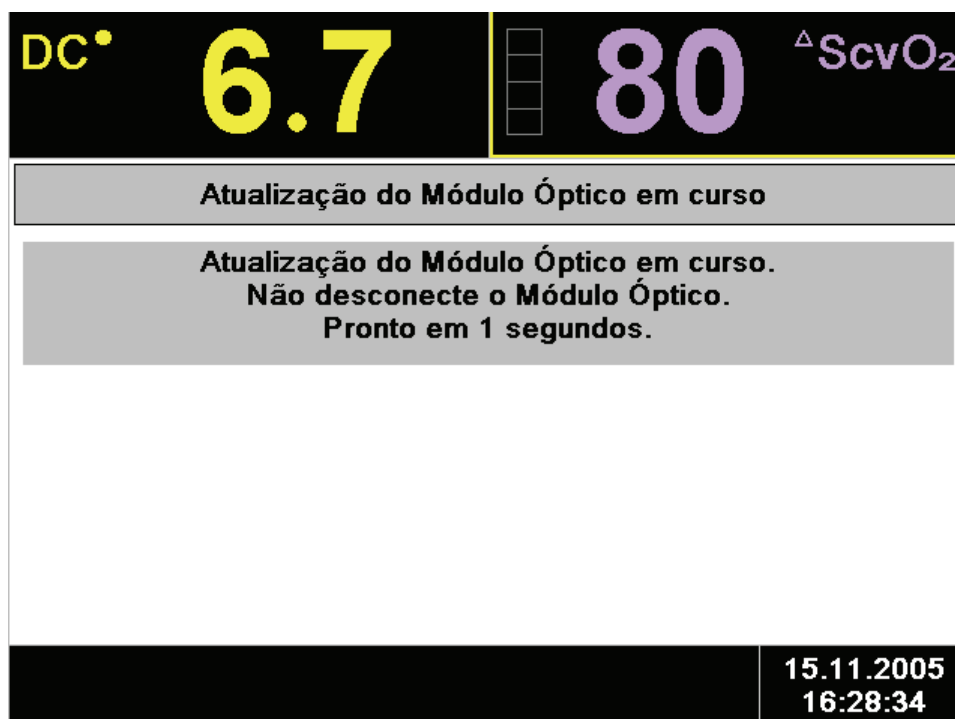 DC• 6.7
80 ΔScvO₂
Atualização do Módulo Óptico em curso
Atualização do Módulo Óptico em curso.
Não desconecte o Módulo Óptico.
Pronto em 1 segundos.
15.11.2005
16:28:34